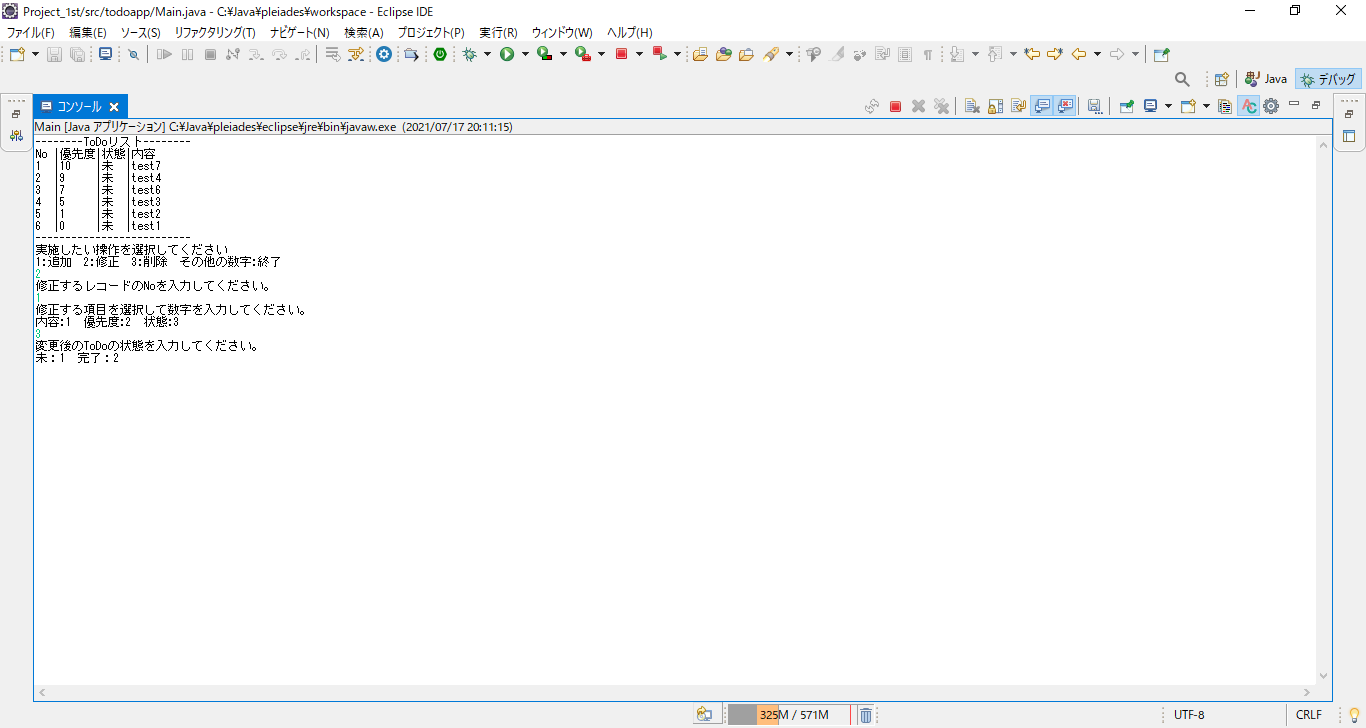 Project_1st/src/todoapp/Main.java - C:¥Java¥pleiades¥workspace - Eclipse IDE
ファイル(F) 編集(E) ソース(S) リファクタリング(T) ナビゲート(N) 検索(A) プロジェクト(P) 実行(R) ウィンドウ(W) ヘルプ(H)
Java デバッグ
コンソール
Main [Java アプリケーション] C:¥Java¥pleiades¥eclipse¥jre¥bin¥javaw.exe (2021/07/17 20:11:15)
--------ToDoリスト--------
No |優先度|状態|内容
1 |10 |未 |test7
2 |9 |未 |test4
3 |7 |未 |test6
4 |5 |未 |test3
5 |1 |未 |test2
6 |0 |未 |test1
--------------------------
実施したい操作を選択してください
1:追加 2:修正 3:削除 その他の数字:終了
2
修正するレコードのNoを入力してください。
1
修正する項目を選択して数字を入力してください。
内容:1 優先度:2 状態:3
3
変更後のToDoの状態を入力してください。
未：1 完了：2
325M / 571M
UTF-8
CRLF